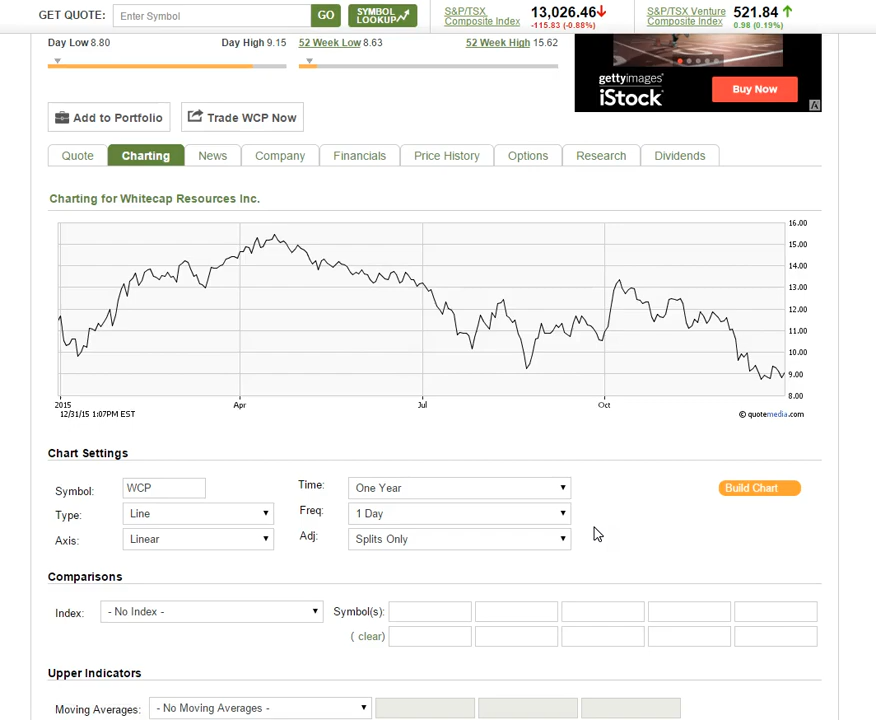 GET QUOTE: Enter Symbol GO SYMBOL LOOKUP S&P/TSX Composite Index 13,026.46 -115.83 (-0.88%) S&P/TSX Venture Composite Index 521.84 0.98 (0.19%)
Day Low 8.80 Day High 9.15 52 Week Low 8.63 52 Week High 15.62
gettyimages®
iStock Buy Now
Add to Portfolio Trade WCP Now
Quote Charting News Company Financials Price History Options Research Dividends
Charting for Whitecap Resources Inc.
16.00
15.00
14.00
13.00
12.00
11.00
10.00
9.00
8.00
2015 Apr Jul Oct
12/31/15 1:07PM EST © quotemedia.com
Chart Settings
Symbol: WCP Time: One Year Build Chart
Type: Line Freq: 1 Day
Axis: Linear Adj: Splits Only
Comparisons
Index: - No Index - Symbol(s):
( clear)
Upper Indicators
Moving Averages: - No Moving Averages -